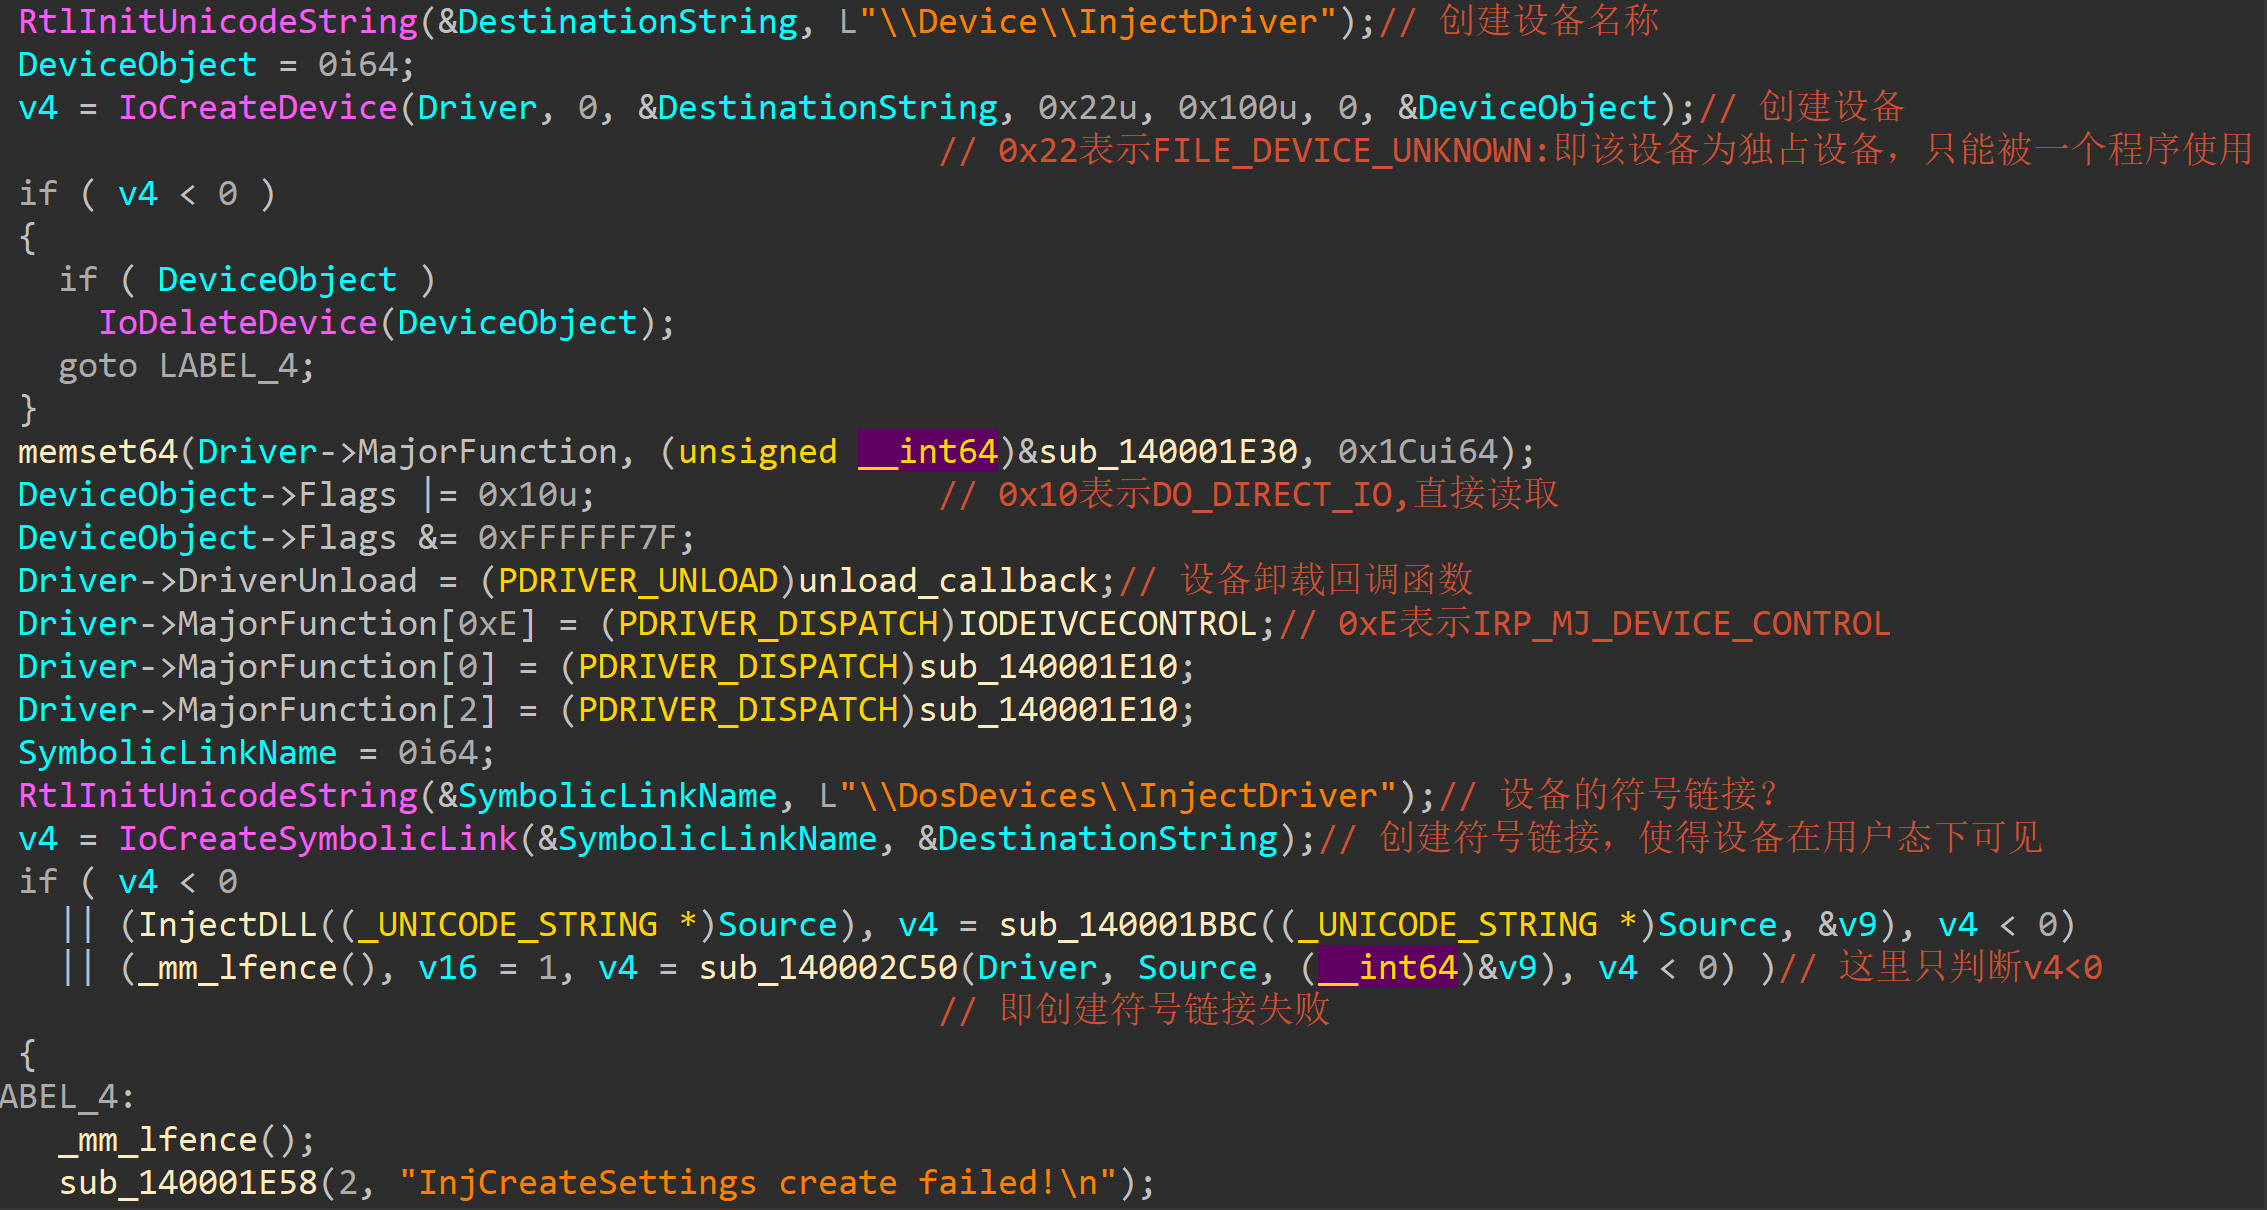 RtlInitUnicodeString(&DestinationString, L"\\Device\\InjectDriver");// 创建设备名称
DeviceObject = 0i64;
v4 = IoCreateDevice(Driver, 0, &DestinationString, 0x22u, 0x100u, 0, &DeviceObject);// 创建设备
// 0x22表示FILE_DEVICE_UNKNOWN:即该设备为独占设备，只能被一个程序使用
if ( v4 < 0 )
{
if ( DeviceObject )
IoDeleteDevice(DeviceObject);
goto LABEL_4;
}
memset64(Driver->MajorFunction, (unsigned __int64)&sub_140001E30, 0x1Cui64);
DeviceObject->Flags |= 0x10u; // 0x10表示DO_DIRECT_IO,直接读取
DeviceObject->Flags &= 0xFFFFFF7F;
Driver->DriverUnload = (PDRIVER_UNLOAD)unload_callback;// 设备卸载回调函数
Driver->MajorFunction[0xE] = (PDRIVER_DISPATCH)IODEIVCECONTROL;// 0xE表示IRP_MJ_DEVICE_CONTROL
Driver->MajorFunction[0] = (PDRIVER_DISPATCH)sub_140001E10;
Driver->MajorFunction[2] = (PDRIVER_DISPATCH)sub_140001E10;
SymbolicLinkName = 0i64;
RtlInitUnicodeString(&SymbolicLinkName, L"\\DosDevices\\InjectDriver");// 设备的符号链接?
v4 = IoCreateSymbolicLink(&SymbolicLinkName, &DestinationString);// 创建符号链接，使得设备在用户态下可见
if ( v4 < 0
|| (InjectDLL((_UNICODE_STRING *)Source), v4 = sub_140001BBC((_UNICODE_STRING *)Source, &v9), v4 < 0)
|| (_mm_lfence(), v16 = 1, v4 = sub_140002C50(Driver, Source, (__int64)&v9), v4 < 0) )// 这里只判断v4<0
// 即创建符号链接失败
{
ABEL_4:
_mm_lfence();
sub_140001E58(2, "InjCreateSettings create failed!\n");